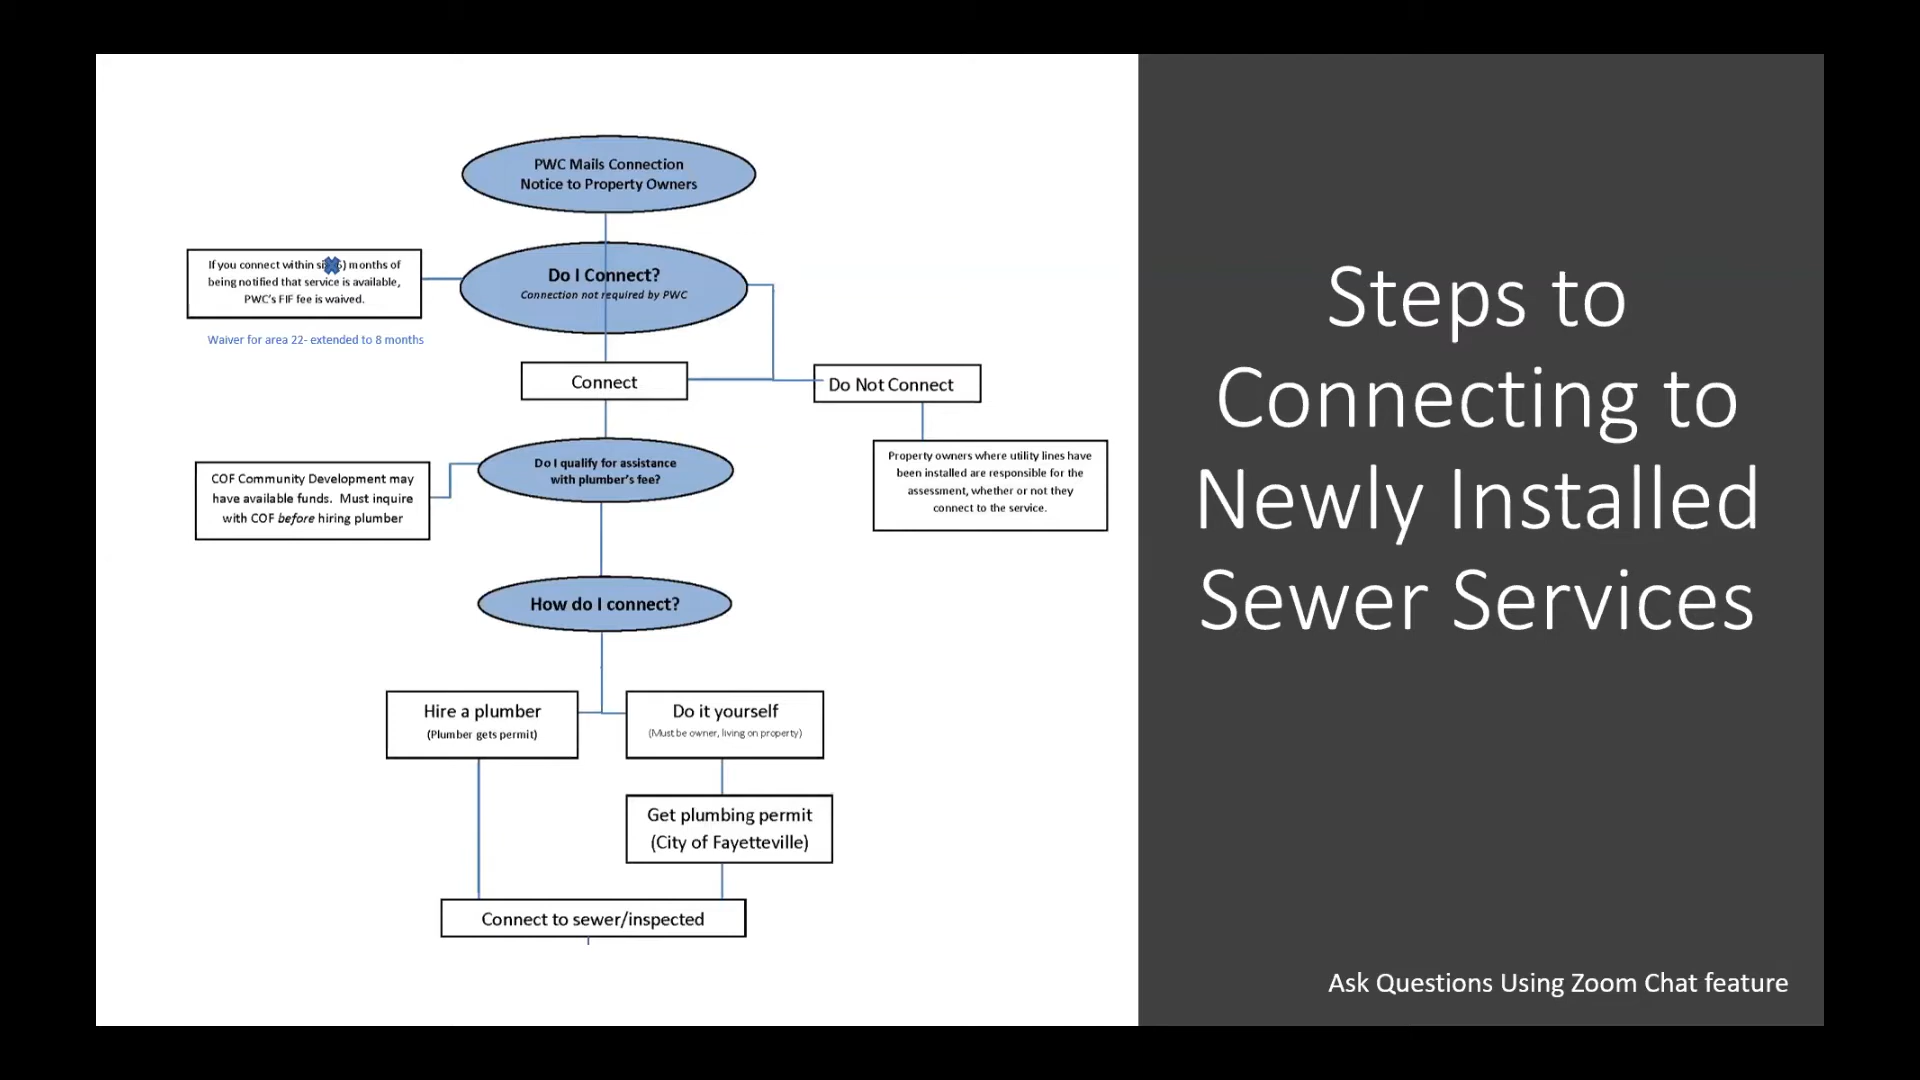 PWC Mails Connection
Notice to Property Owners
If you connect within months of
being notified that service is available,
PWC's FIF fee is waived.
Waiver for area 22- extended to 8 months
Do I Connect?
Connection not required by PWC
Connect
Do Not Connect
Property owners where utility lines have
been installed are responsible for the
assessment, whether or not they
connect to the service.
Do I qualify for assistance
with plumber's fee?
COF Community Development may
have available funds. Must inquire
with COF before hiring plumber
How do I connect?
Hire a plumber
(Plumber gets permit)
Do it yourself
(Must be owner, living on property)
Get plumbing permit
(City of Fayetteville)
Connect to sewer/inspected
Steps to
Connecting to
Newly Installed
Sewer Services
Ask Questions Using Zoom Chat feature